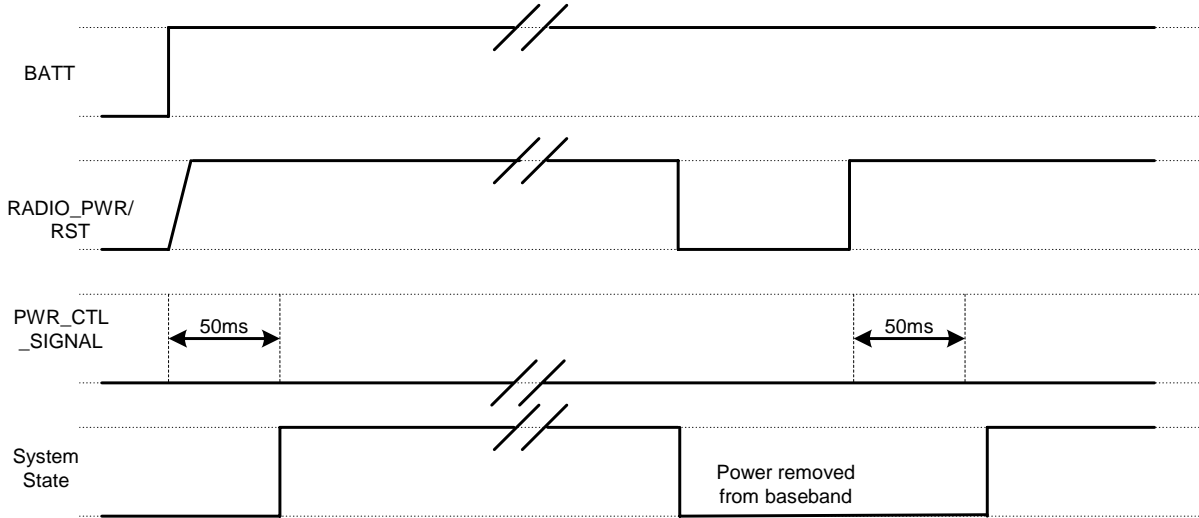 BATT
RADIO_PWR/
RST
PWR_CTL
_SIGNAL
50ms
50ms
System
State
Power removed
from baseband